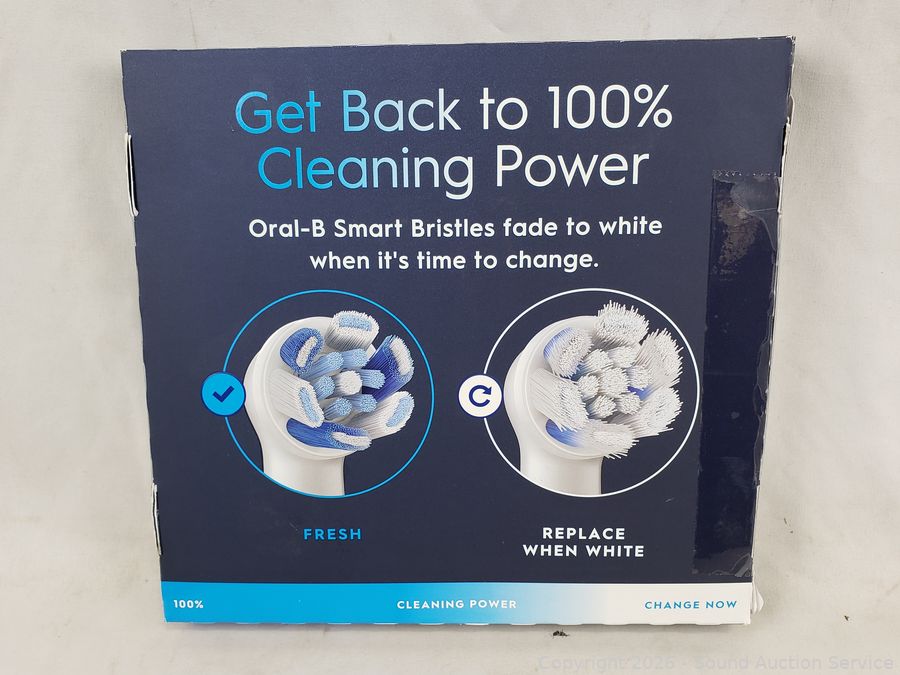 Get Back to 100%
Cleaning Power
Oral-B Smart Bristles fade to white
when it's time to change.
FRESH
REPLACE
WHEN WHITE
100%
CLEANING POWER
CHANGE NOW
Copyright 2026 - Sound Auction Service